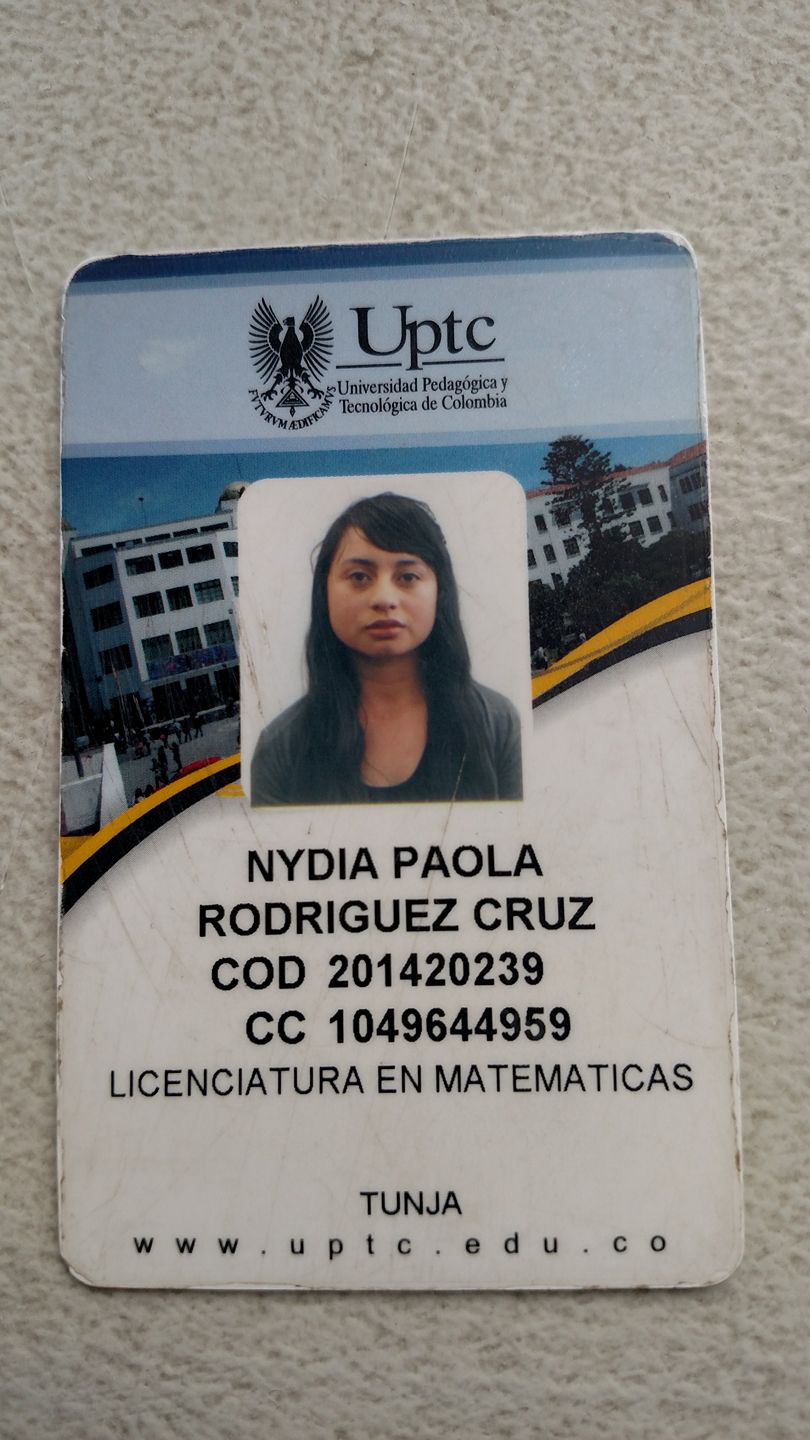 Uptc
Universidad Pedagógica y
Tecnológica de Colombia
FVTVRVM ÆDIFICAMVS
NYDIA PAOLA
RODRIGUEZ CRUZ
COD 201420239
CC 1049644959
LICENCIATURA EN MATEMATICAS
TUNJA
www.uptc.edu.co